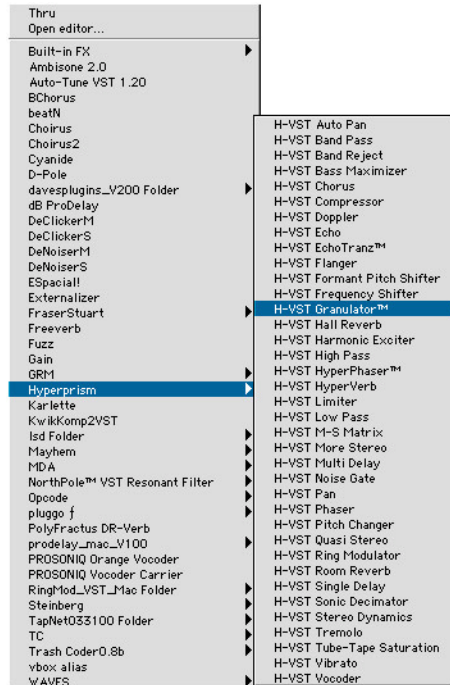 Thru
Open editor...
Built-in FX
Ambisone 2.0
Auto-Tune VST 1.20
BChorus
beatN
Choirus
Choirus2
Cyanide
D-Pole
davesplugins_V200 Folder
dB ProDelay
DeClickerM
DeClickerS
DeNoiserM
DeNoiserS
ESpacial!
Externalizer
FraserStuart
Freeverb
Fuzz
Gain
GRM
Hyperprism
Karlette
KwikKomp2VST
lsd Folder
Mayhem
MDA
NorthPole™ VST Resonant Filter
Opcode
pluggo ƒ
PolyFractus DR-Verb
prodelay_mac_V100
PROSONIQ Orange Vocoder
PROSONIQ Vocoder Carrier
RingMod_VST_Mac Folder
Steinberg
TapNet033100 Folder
TC
Trash Coder0.8b
vbox alias
WAVES
H-VST Auto Pan
H-VST Band Pass
H-VST Band Reject
H-VST Bass Maximizer
H-VST Chorus
H-VST Compressor
H-VST Doppler
H-VST Echo
H-VST EchoTranz™
H-VST Flanger
H-VST Formant Pitch Shifter
H-VST Frequency Shifter
H-VST Granulator™
H-VST Hall Reverb
H-VST Harmonic Exciter
H-VST High Pass
H-VST HyperPhaser™
H-VST HyperVerb
H-VST Limiter
H-VST Low Pass
H-VST M-S Matrix
H-VST More Stereo
H-VST Multi Delay
H-VST Noise Gate
H-VST Pan
H-VST Phaser
H-VST Pitch Changer
H-VST Quasi Stereo
H-VST Ring Modulator
H-VST Room Reverb
H-VST Single Delay
H-VST Sonic Decimator
H-VST Stereo Dynamics
H-VST Tremolo
H-VST Tube-Tape Saturation
H-VST Vibrato
H-VST Vocoder